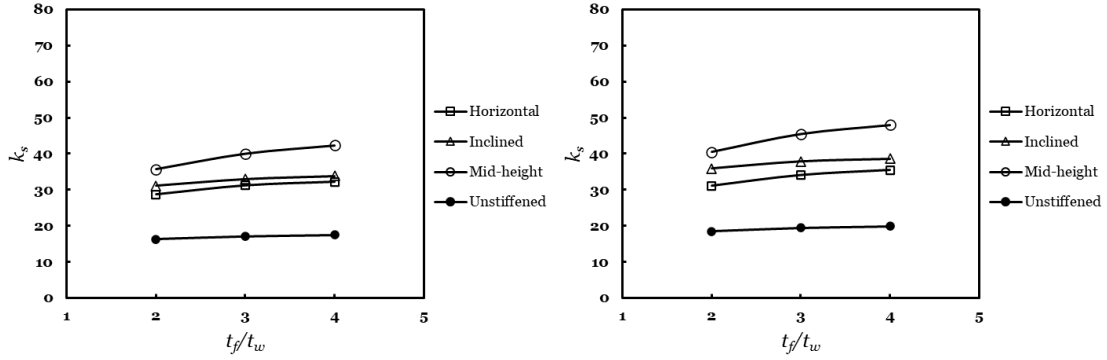 80
70
60
50
40
30
20
10
0
k_s
1 2 3 4 5
t_f/t_w
Horizontal
Inclined
Mid-height
Unstiffened
80
70
60
50
40
30
20
10
0
k_s
1 2 3 4 5
t_f/t_w
Horizontal
Inclined
Mid-height
Unstiffened